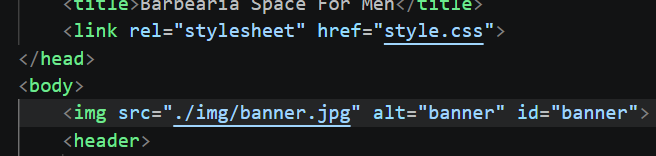 <title>Barbearia Space For Men</title>
<link rel="stylesheet" href="style.css">
</head>
<body>
<img src="./img/banner.jpg" alt="banner" id="banner">
<header>